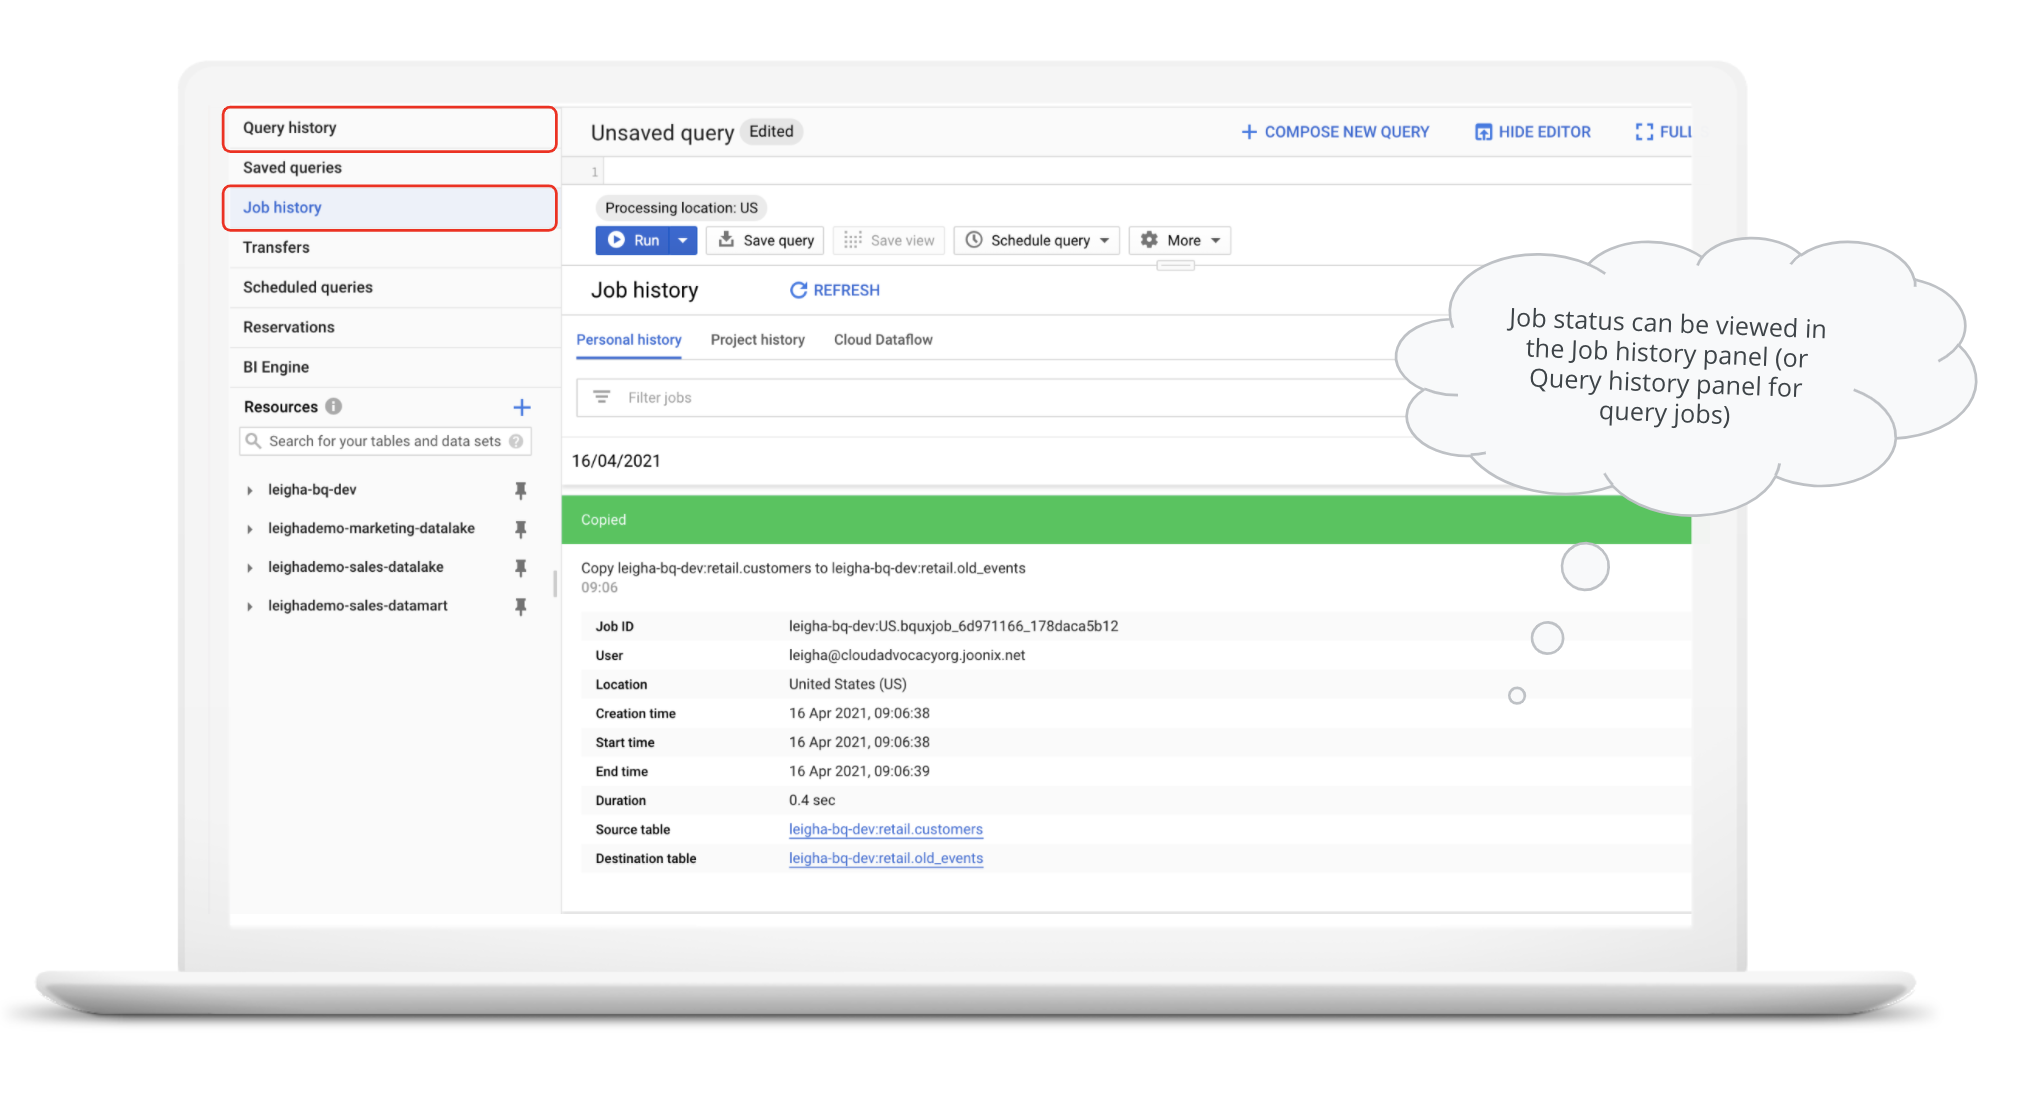 Query history
Saved queries
Job history
Transfers
Scheduled queries
Reservations
BI Engine
Resources
Search for your tables and data sets
leigha-bq-dev
leighademo-marketing-datalake
leighademo-sales-datalake
leighademo-sales-datamart
Unsaved query Edited
COMPOSE NEW QUERY HIDE EDITOR FULL
1
Processing location: US
Run Save query Save view Schedule query More
Job history REFRESH
Personal history Project history Cloud Dataflow
Filter jobs
16/04/2021
Copied
Copy leigha-bq-dev:retail.customers to leigha-bq-dev:retail.old_events
09:06
Job ID leigha-bq-dev:US.bquxjob_6d971166_178daca5b12
User leigha@cloudadvocacyorg.joonix.net
Location United States (US)
Creation time 16 Apr 2021, 09:06:38
Start time 16 Apr 2021, 09:06:38
End time 16 Apr 2021, 09:06:39
Duration 0.4 sec
Source table leigha-bq-dev:retail.customers
Destination table leigha-bq-dev:retail.old_events
Job status can be viewed in
the Job history panel (or
Query history panel for
query jobs)